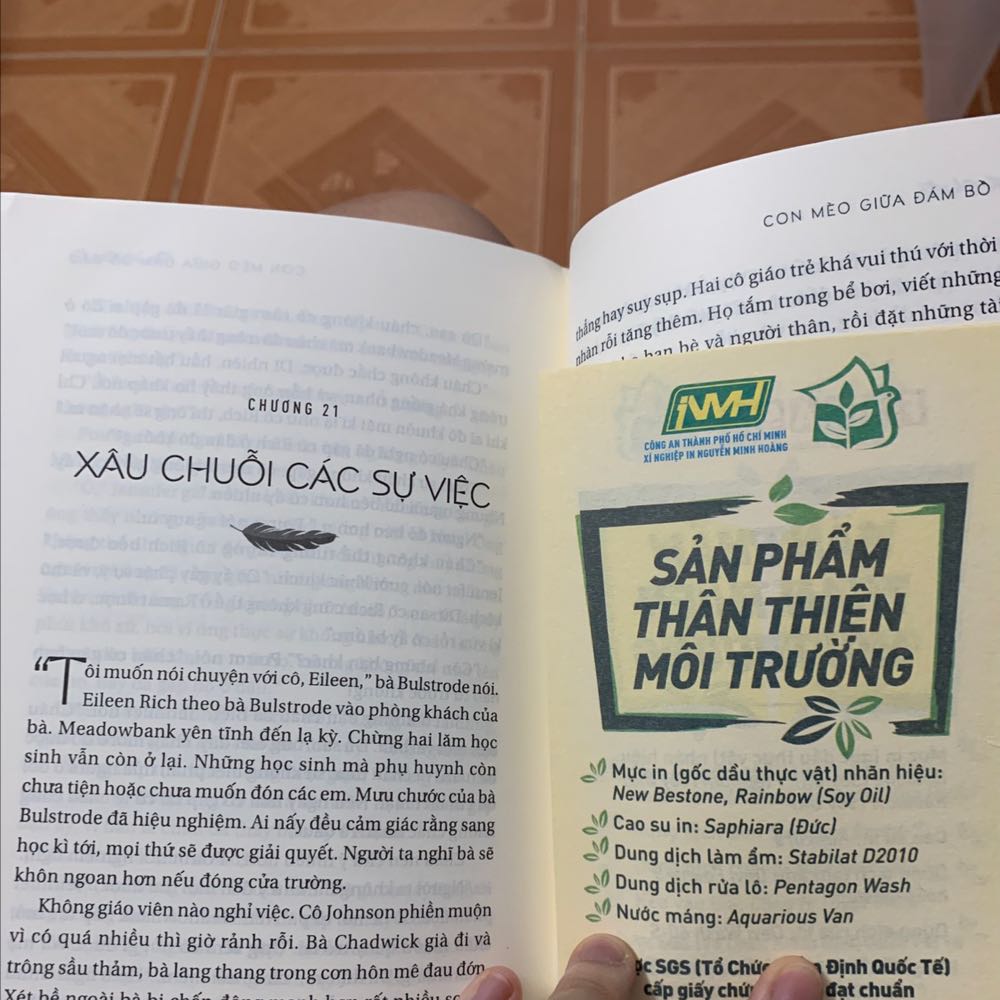 CHƯƠNG 21
XÂU CHUỖI CÁC SỰ VIỆC
“Tôi muốn nói chuyện với cô, Eileen,” bà Bulstrode nói.
Eileen Rich theo bà Bulstrode vào phòng khách của
bà. Meadowbank yên tĩnh đến lạ kỳ. Chừng hai lăm học
sinh vẫn còn ở lại. Những học sinh mà phụ huynh còn
chưa tiện hoặc chưa muốn đón các em. Mưu chước của bà
Bulstrode đã hiệu nghiệm. Ai nấy đều cảm giác rằng sang
học kì tới, mọi thứ sẽ được giải quyết. Người ta nghĩ bà sẽ
khôn ngoan hơn nếu đóng cửa trường.
Không giáo viên nào nghỉ việc. Cô Johnson phiền muộn
vì có quá nhiều thì giờ rảnh rỗi. Bà Chadwick già đi và
trông sầu thảm, bà lang thang trong cơn hôn mê đau đớn.
Xét bề ngoài bà bị chấn động mạnh hơn rất nhiều
CON MÈO GIỮA ĐÁM BỒ
thẳng hay suy sụp. Hai cô giáo trẻ khá vui thú với thời
nhàn rỗi tăng thêm. Họ tắm trong bể bơi, viết những
bạn bè và người thân, rồi đặt những
CÔNG AN THÀNH PHỐ HỒ CHÍ MINH
XÍ NGHIỆP IN NGUYỄN MINH HOÀNG
SẢN PHẨM
THÂN THIỆN
MÔI TRƯỜNG
Mực in (gốc dầu thực vật) nhãn hiệu:
New Bestone, Rainbow (Soy Oil)
Cao su in: Saphiara (Đức)
Dung dịch làm ẩm: Stabilat D2010
Dung dịch rửa lô: Pentagon Wash
Nước máng: Aquarious Van
SGS (Tổ Chức Định Quốc Tế)
cấp giấy đạt chuẩn